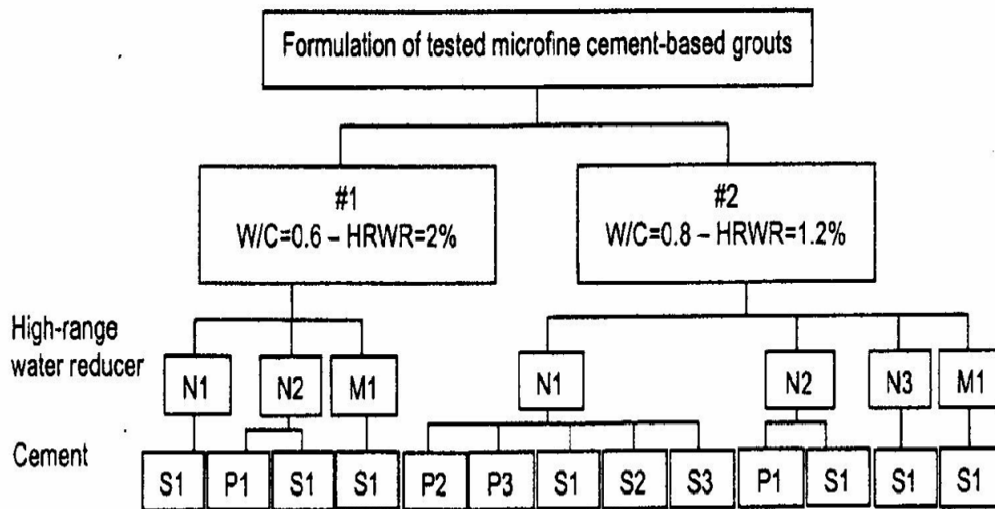 Formulation of tested microfine cement-based grouts
#1
W/C=0.6 – HRWR=2%
#2
W/C=0.8 – HRWR=1.2%
High-range
water reducer
N1 N2 M1 N1 N2 N3 M1
Cement
S1 P1 S1 S1 P2 P3 S1 S2 S3 P1 S1 S1 S1